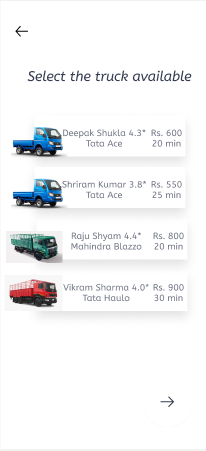 Select the truck available
Deepak Shukla 4.3* Rs. 600
Tata Ace 20 min
Shriram Kumar 3.8* Rs. 550
Tata Ace 25 min
Raju Shyam 4.4* Rs. 800
Mahindra Blazzo 20 min
Vikram Sharma 4.0* Rs. 900
Tata Haulo 30 min